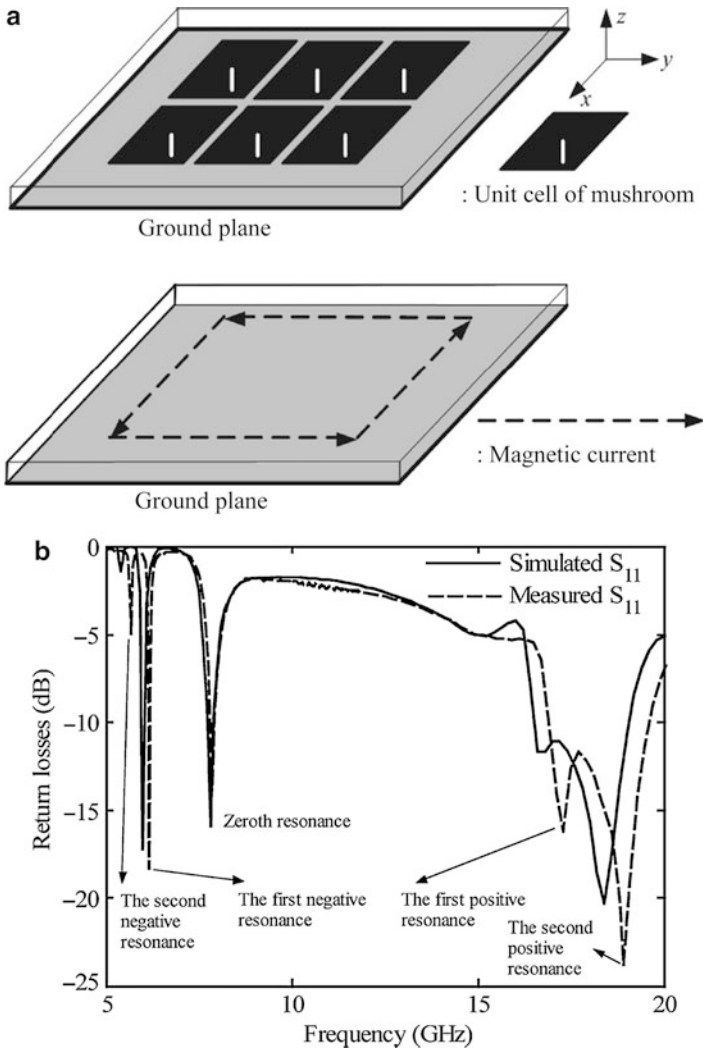 a
z
y
x
: Unit cell of mushroom
Ground plane
: Magnetic current
Ground plane
b
0
−5
−10
−15
−20
−25
Return losses (dB)
Simulated S11
Measured S11
Zeroth resonance
The second
negative
resonance
The first negative
resonance
The first positive
resonance
The second
positive
resonance
5
10
15
20
Frequency (GHz)